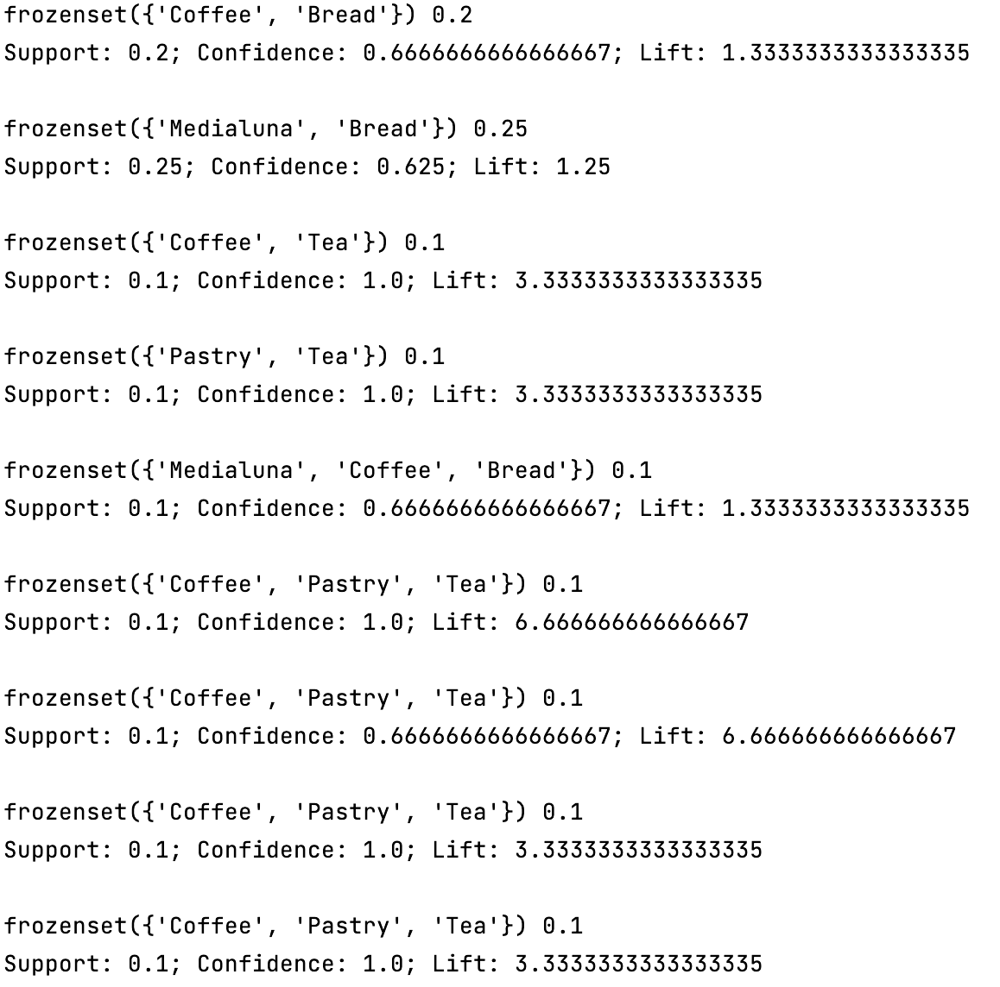 frozenset({'Coffee', 'Bread'}) 0.2
Support: 0.2; Confidence: 0.6666666666666667; Lift: 1.3333333333333335
frozenset({'Medialuna', 'Bread'}) 0.25
Support: 0.25; Confidence: 0.625; Lift: 1.25
frozenset({'Coffee', 'Tea'}) 0.1
Support: 0.1; Confidence: 1.0; Lift: 3.3333333333333335
frozenset({'Pastry', 'Tea'}) 0.1
Support: 0.1; Confidence: 1.0; Lift: 3.3333333333333335
frozenset({'Medialuna', 'Coffee', 'Bread'}) 0.1
Support: 0.1; Confidence: 0.6666666666666667; Lift: 1.3333333333333335
frozenset({'Coffee', 'Pastry', 'Tea'}) 0.1
Support: 0.1; Confidence: 1.0; Lift: 6.666666666666667
frozenset({'Coffee', 'Pastry', 'Tea'}) 0.1
Support: 0.1; Confidence: 0.6666666666666667; Lift: 6.666666666666667
frozenset({'Coffee', 'Pastry', 'Tea'}) 0.1
Support: 0.1; Confidence: 1.0; Lift: 3.3333333333333335
frozenset({'Coffee', 'Pastry', 'Tea'}) 0.1
Support: 0.1; Confidence: 1.0; Lift: 3.3333333333333335